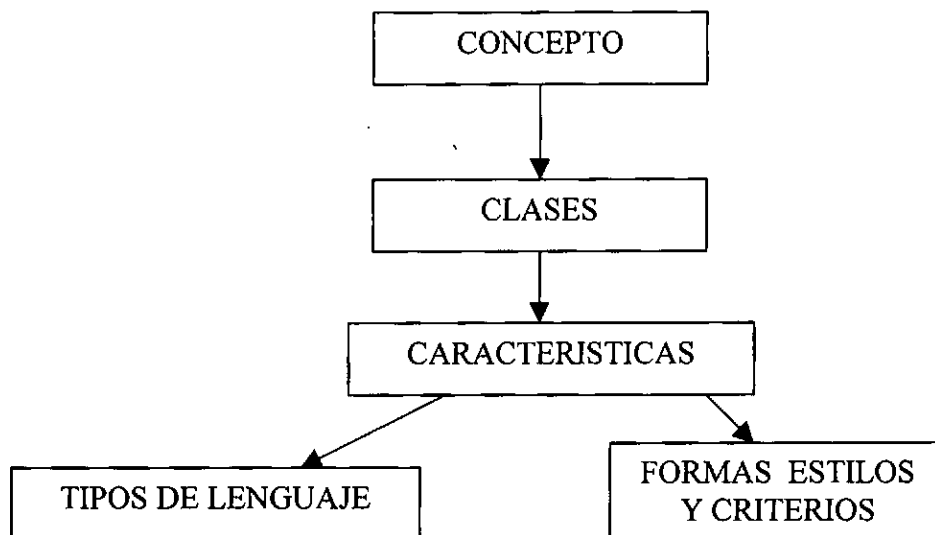 CONCEPTO
CLASES
CARACTERISTICAS
TIPOS DE LENGUAJE
FORMAS ESTILOS
Y CRITERIOS